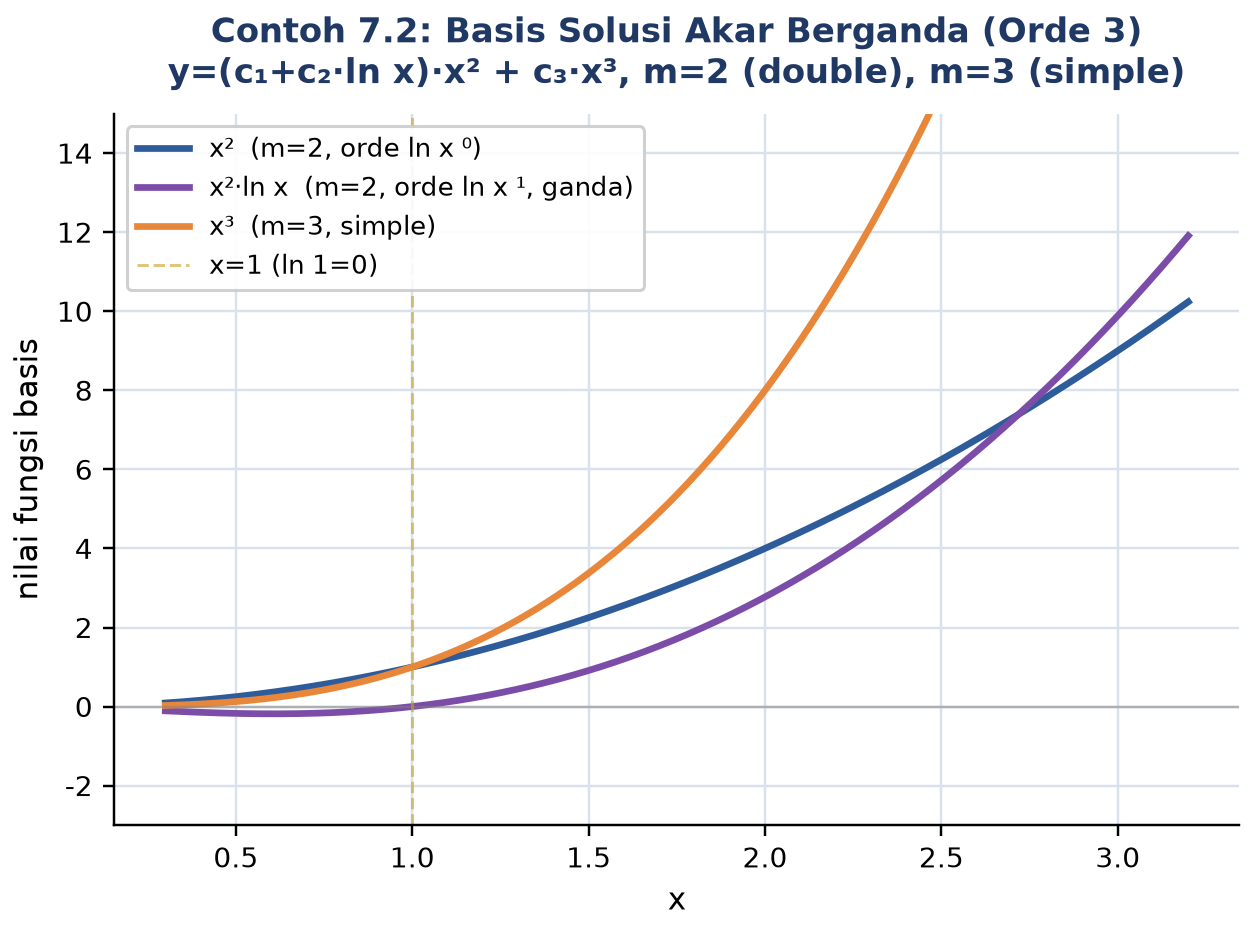 Contoh 7.2: Basis Solusi Akar Berganda (Orde 3)
y=(c₁+c₂·ln x)·x² + c₃·x³, m=2 (double), m=3 (simple)
x²  (m=2, orde ln x ⁰)
x²·ln x  (m=2, orde ln x ¹, ganda)
x³  (m=3, simple)
x=1 (ln 1=0)
nilai fungsi basis
14
12
10
8
6
4
2
0
-2
0.5 1.0 1.5 2.0 2.5 3.0
x